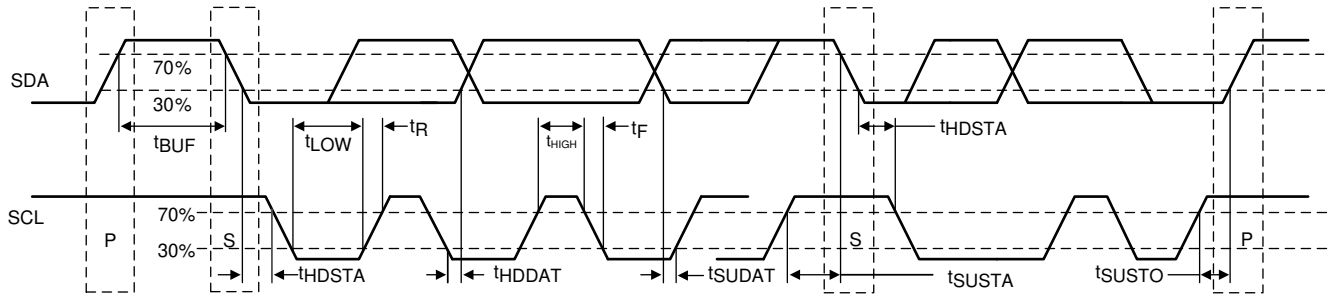 70%
SDA
30%
tBUF
tLOW
tR
tHIGH
tF
tHDSTA
SCL
70%
P
30%
S
S
P
tHDSTA
tHDDAT
tSUDAT
tSUSTA
tSUSTO